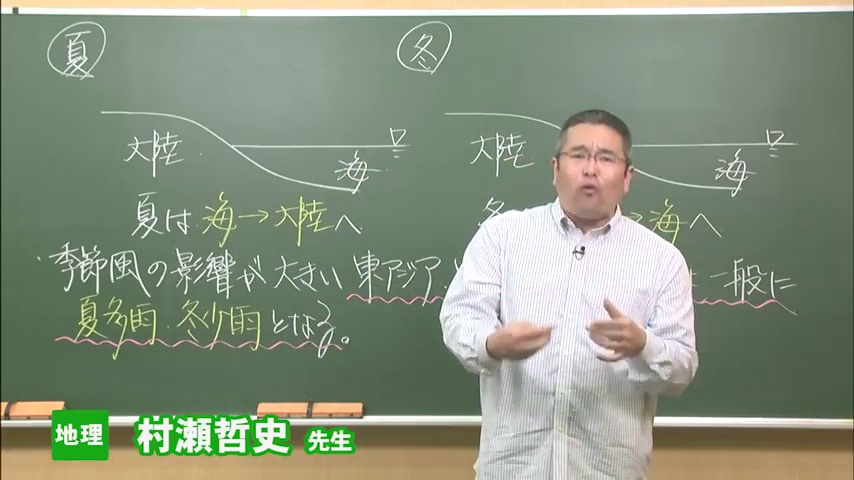 夏
冬
大陸
海
大陸
海
夏は 海→大陸へ
→海へ
・季節風の影響が大きい東アジア
一般に
夏多雨・冬少雨となる。
地理 村瀬哲史 先生